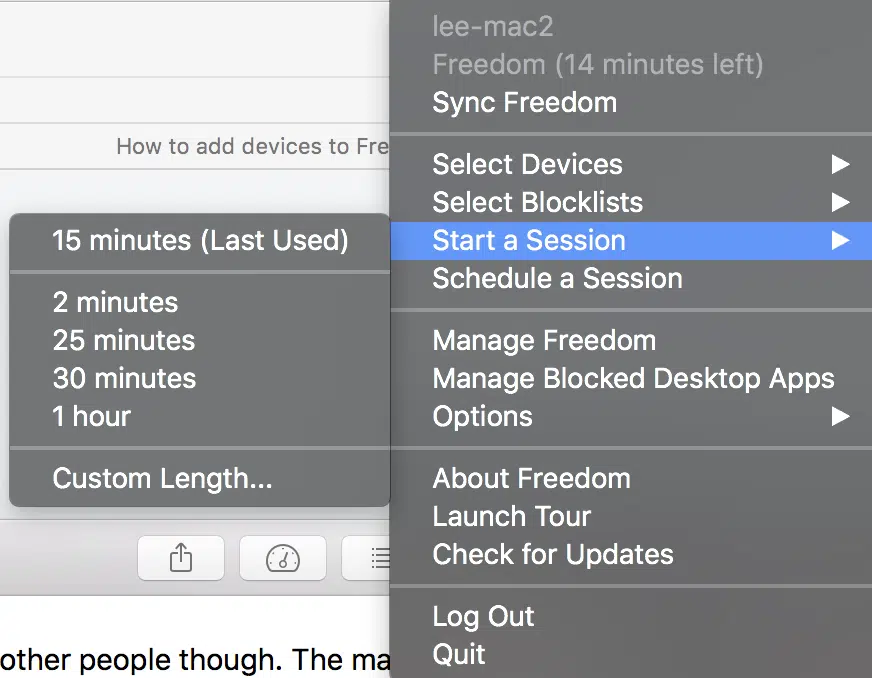 lee-mac2
Freedom (14 minutes left)
Sync Freedom
How to add devices to Fre
Select Devices
Select Blocklists
Start a Session
Schedule a Session
15 minutes (Last Used)
2 minutes
25 minutes
30 minutes
1 hour
Custom Length...
Manage Freedom
Manage Blocked Desktop Apps
Options
About Freedom
Launch Tour
Check for Updates
Log Out
Quit
other people though. The ma